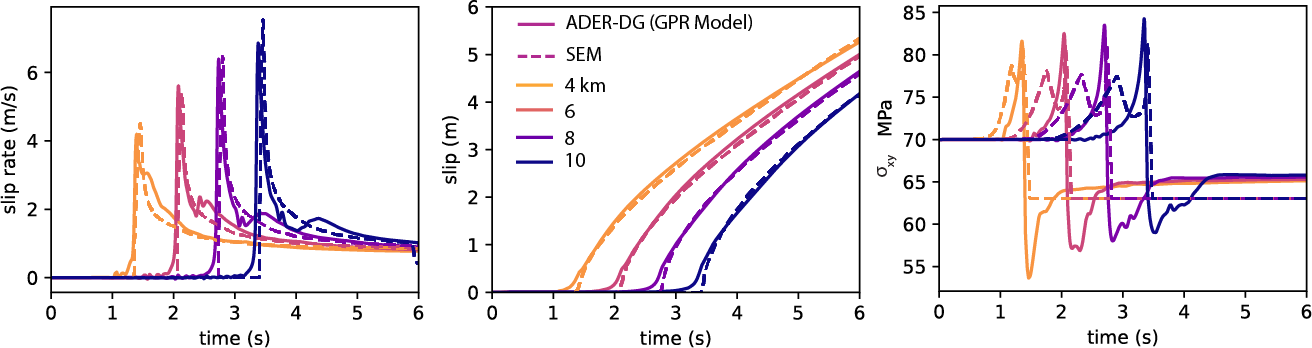 slip rate (m/s)
6
4
2
0
0 1 2 3 4 5 6
time (s)
slip (m)
6
5
4
3
2
1
0
ADER-DG (GPR Model)
SEM
4 km
6
8
10
0 1 2 3 4 5 6
time (s)
σxy MPa
85
80
75
70
65
60
55
0 1 2 3 4 5 6
time (s)